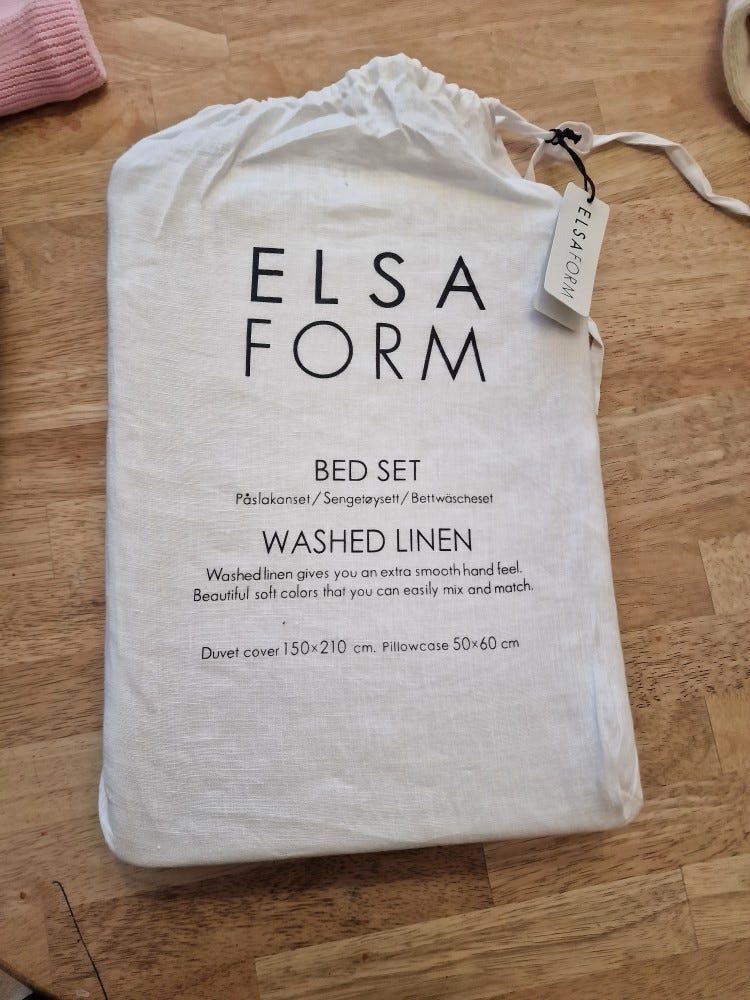 ELSA
FORM
ELSAFORM
BED SET
Påslakanset/Sengetøysett/Bettwäscheset
WASHED LINEN
Washed linen gives you an extra smooth hand feel.
Beautiful soft colors that you can easily mix and match.
Duvet cover 150×210 cm. Pillowcase 50×60 cm